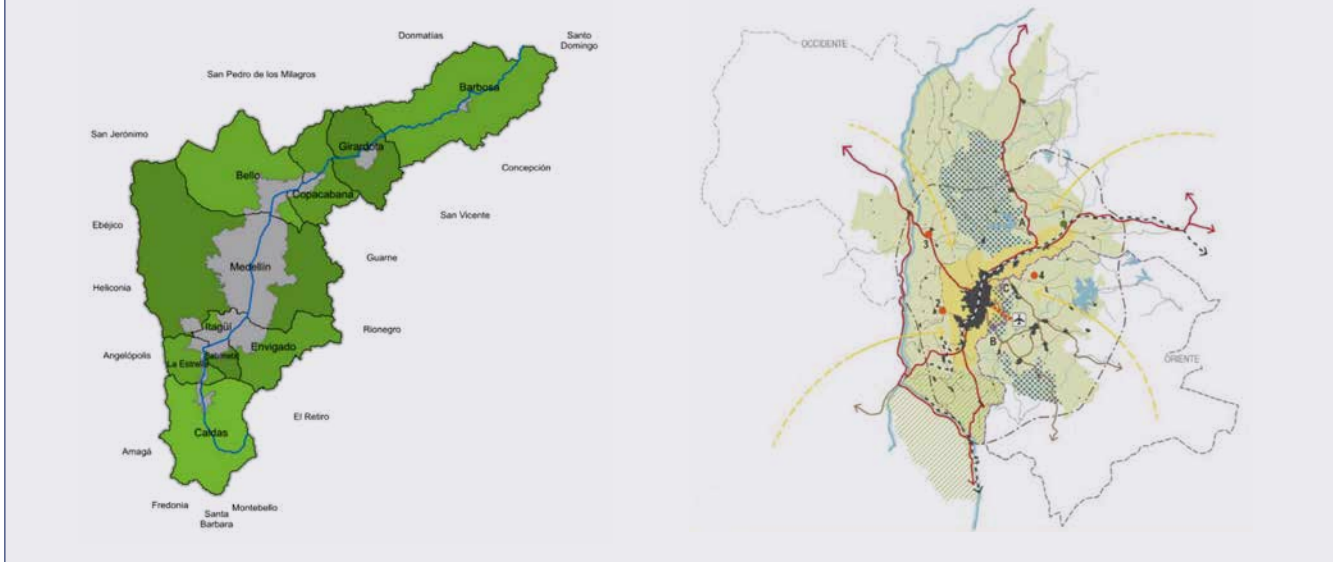 Donmatías
Santo
Domingo
San Pedro de los Milagros
Barbosa
San Jerónimo
Girardota
Concepción
Bello
Copacabana
San Vicente
Ebéjico
Guarne
Medellín
Heliconia
Itagüí
Rionegro
Envigado
Angelópolis
La Estrella
El Retiro
Caldas
Amagá
Fredonia
Santa
Barbara
Montebello
OCCIDENTE
A
1
3
4
2
C
B
ORIENTE